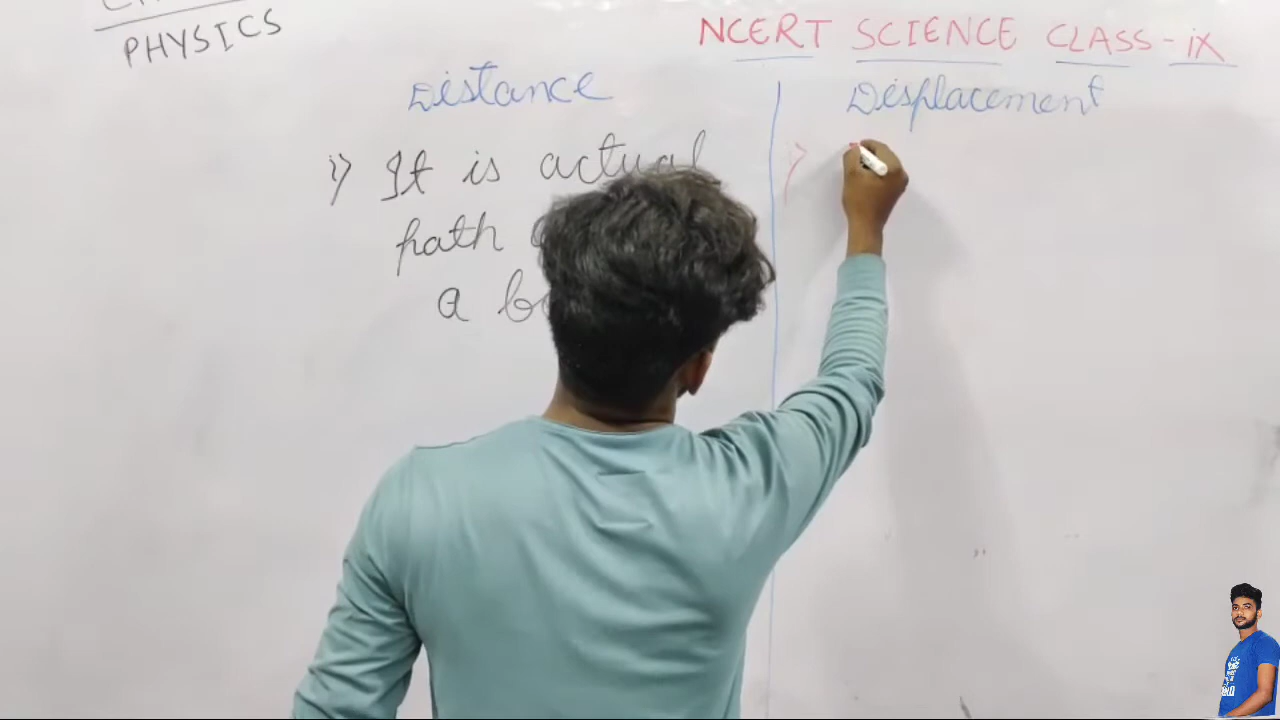 PHYSICS
NCERT SCIENCE CLASS-iX
Distance
Displacement
i) It is actual
path
a